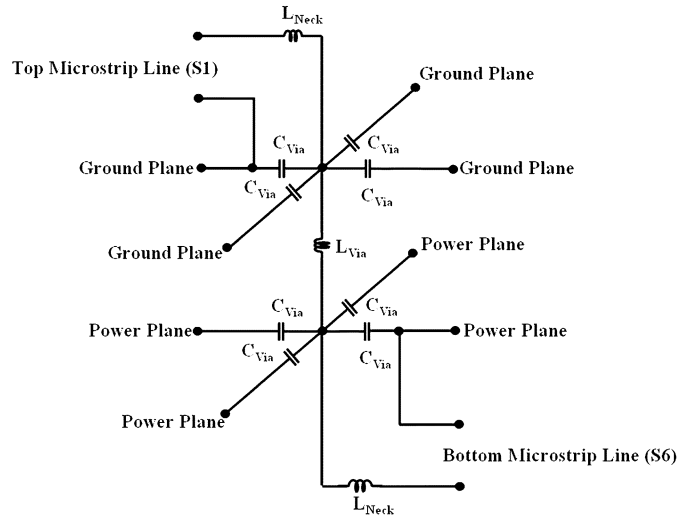 L_Neck
Top Microstrip Line (S1)
Ground Plane
C_Via
C_Via
Ground Plane
Ground Plane
C_Via
C_Via
Ground Plane
L_Via
Power Plane
C_Via
C_Via
Power Plane
Power Plane
C_Via
C_Via
Power Plane
Bottom Microstrip Line (S6)
L_Neck